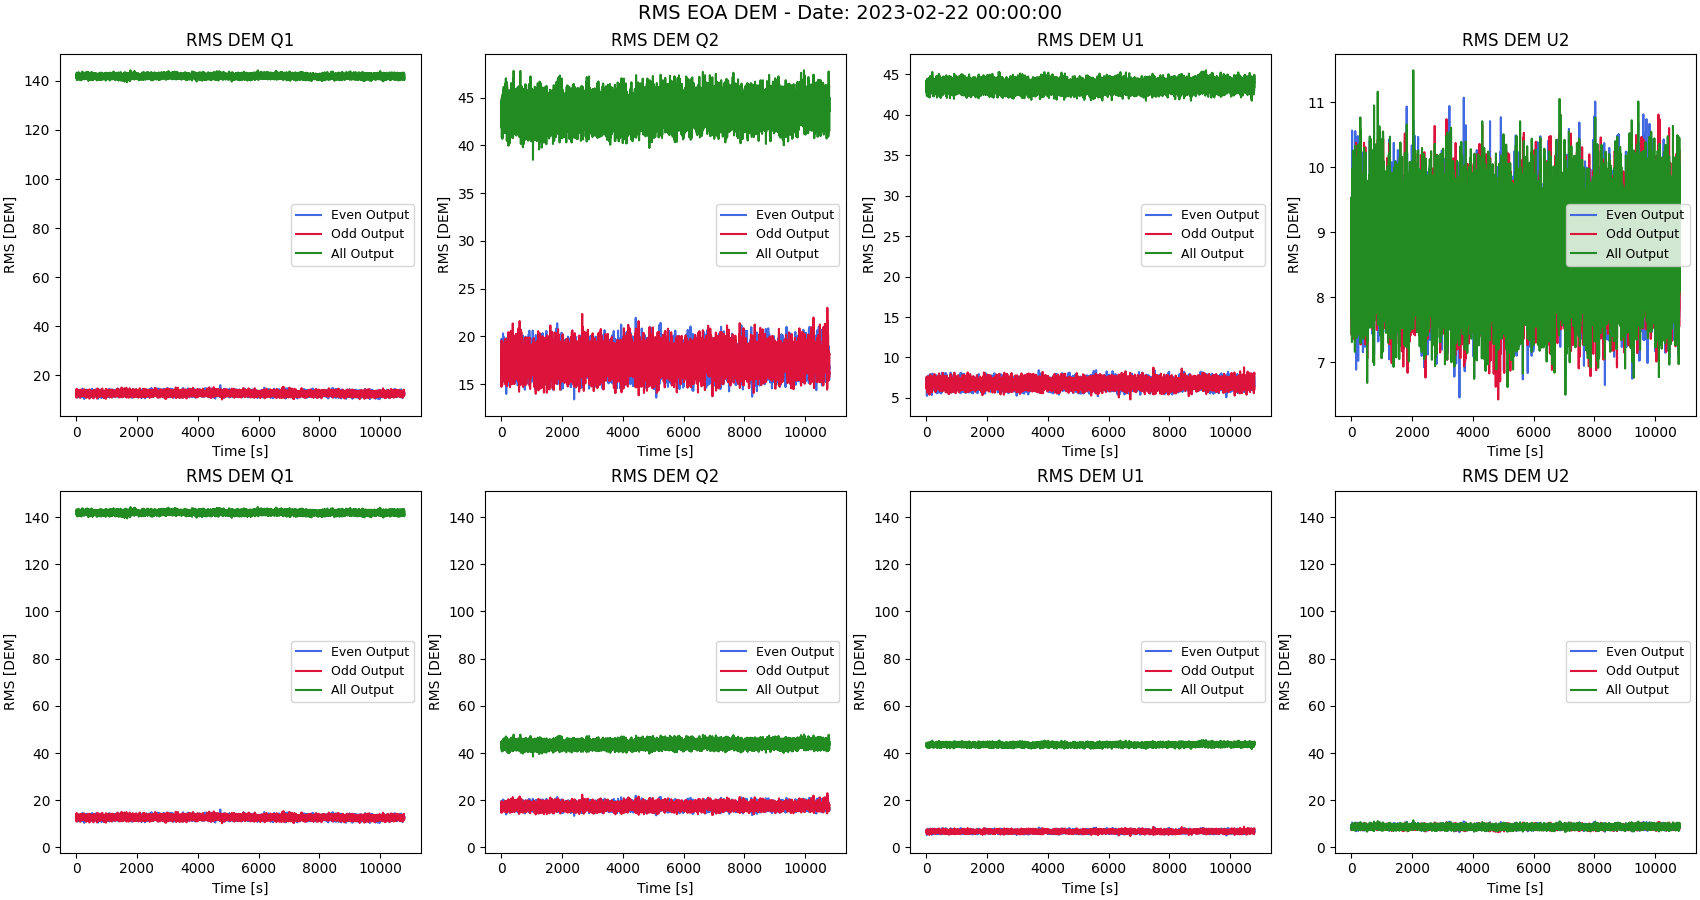 RMS EOA DEM - Date: 2023-02-22 00:00:00
RMS DEM Q1
RMS [DEM]
140
120
100
80
60
40
20
0 2000 4000 6000 8000 10000
Time [s]
Even Output
Odd Output
All Output
RMS DEM Q2
RMS [DEM]
45
40
35
30
25
20
15
0 2000 4000 6000 8000 10000
Time [s]
Even Output
Odd Output
All Output
RMS DEM U1
RMS [DEM]
45
40
35
30
25
20
15
10
5
0 2000 4000 6000 8000 10000
Time [s]
Even Output
Odd Output
All Output
RMS DEM U2
RMS [DEM]
11
10
9
8
7
0 2000 4000 6000 8000 10000
Time [s]
Even Output
Odd Output
All Output
RMS DEM Q1
RMS [DEM]
140
120
100
80
60
40
20
0
0 2000 4000 6000 8000 10000
Time [s]
Even Output
Odd Output
All Output
RMS DEM Q2
RMS [DEM]
140
120
100
80
60
40
20
0
0 2000 4000 6000 8000 10000
Time [s]
Even Output
Odd Output
All Output
RMS DEM U1
RMS [DEM]
140
120
100
80
60
40
20
0
0 2000 4000 6000 8000 10000
Time [s]
Even Output
Odd Output
All Output
RMS DEM U2
RMS [DEM]
140
120
100
80
60
40
20
0
0 2000 4000 6000 8000 10000
Time [s]
Even Output
Odd Output
All Output